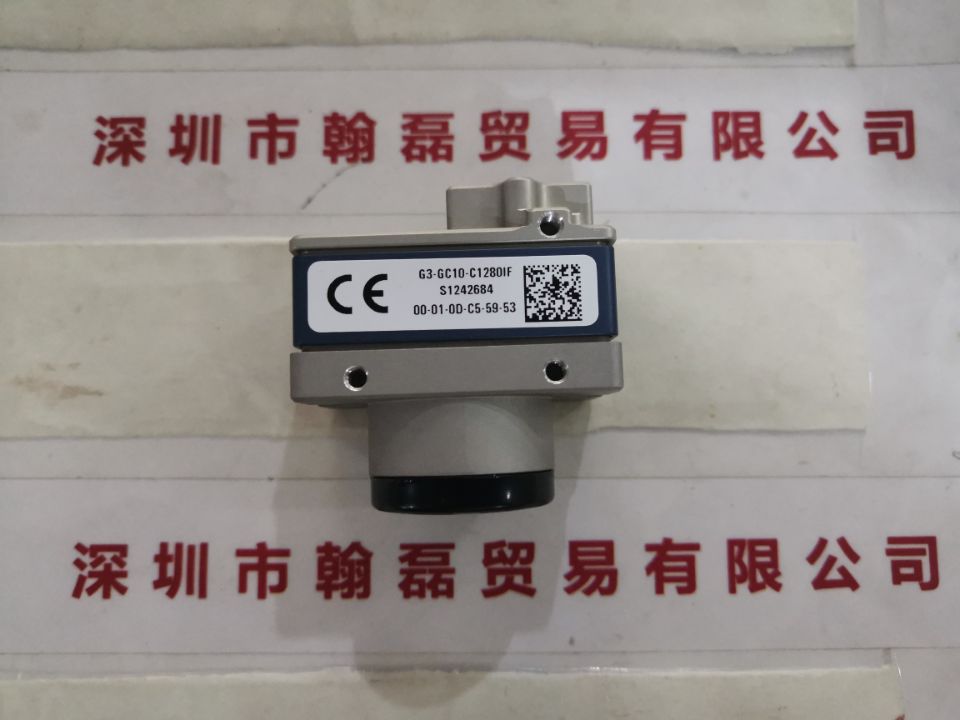 深圳市翰磊贸易有限公司
CE
G3-GC10-C1280IF
S1242684
00-01-0D-C5-59-53
深圳市翰磊贸易有限公司